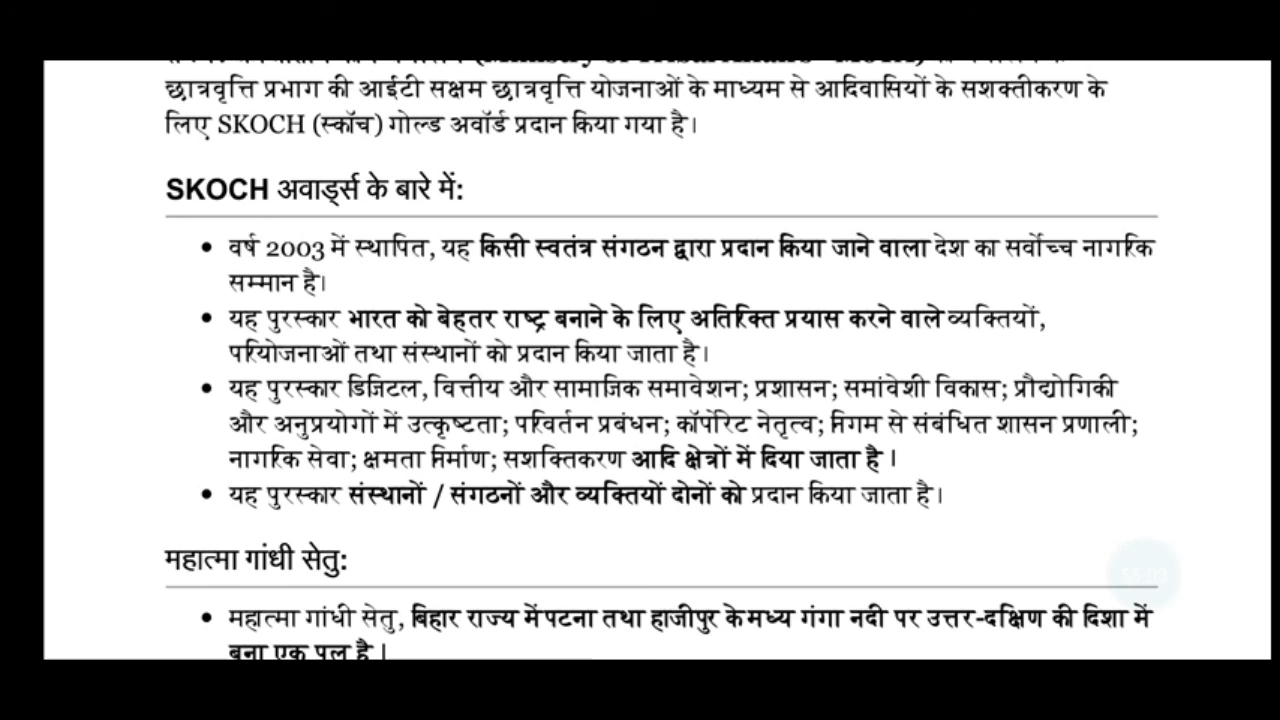 छात्रवृत्ति प्रभाग की आईटी सक्षम छात्रवृत्ति योजनाओं के माध्यम से आदिवासियों के सशक्तीकरण के
लिए SKOCH (स्कॉच) गोल्ड अवॉर्ड प्रदान किया गया है।
SKOCH अवार्ड्स के बारे में:
• वर्ष 2003 में स्थापित, यह किसी स्वतंत्र संगठन द्वारा प्रदान किया जाने वाला देश का सर्वोच्च नागरिक
सम्मान है।
• यह पुरस्कार भारत को बेहतर राष्ट्र बनाने के लिए अतिरिक्त प्रयास करने वाले व्यक्तियों,
परियोजनाओं तथा संस्थानों को प्रदान किया जाता है।
• यह पुरस्कार डिजिटल, वित्तीय और सामाजिक समावेशन; प्रशासन; समांवेशी विकास; प्रौद्योगिकी
और अनुप्रयोगों में उत्कृष्टता; परिवर्तन प्रबंधन; कॉर्पोरेट नेतृत्व; निगम से संबंधित शासन प्रणाली;
नागरिक सेवा; क्षमता निर्माण; सशक्तिकरण आदि क्षेत्रों में दिया जाता है।
• यह पुरस्कार संस्थानों / संगठनों और व्यक्तियों दोनों को प्रदान किया जाता है।
महात्मा गांधी सेतु:
• महात्मा गांधी सेतु, बिहार राज्य में पटना तथा हाजीपुर के मध्य गंगा नदी पर उत्तर-दक्षिण की दिशा में
बना एक पुल है।